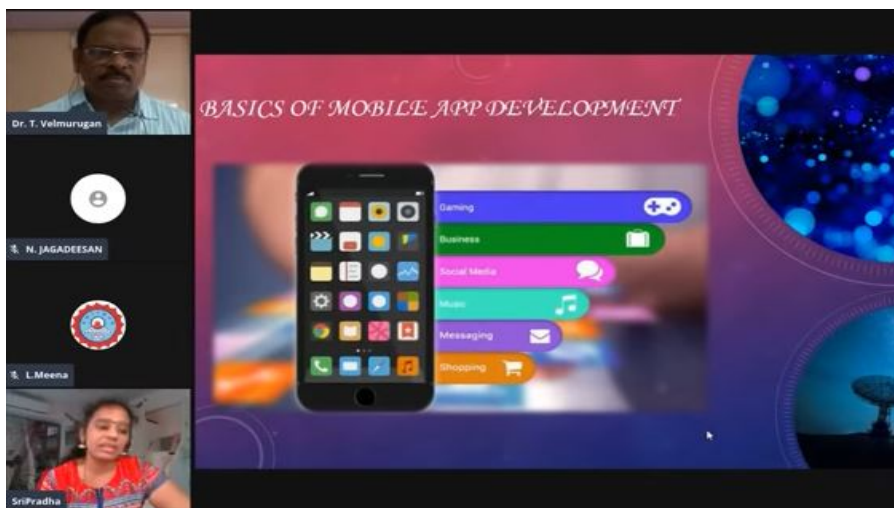 Dr. T. Velmurugan
N. JAGADEESAN
L.Meena
SriPradha
BASICS OF MOBILE APP DEVELOPMENT
Gaming
Business
Social Media
Music
Messaging
Shopping